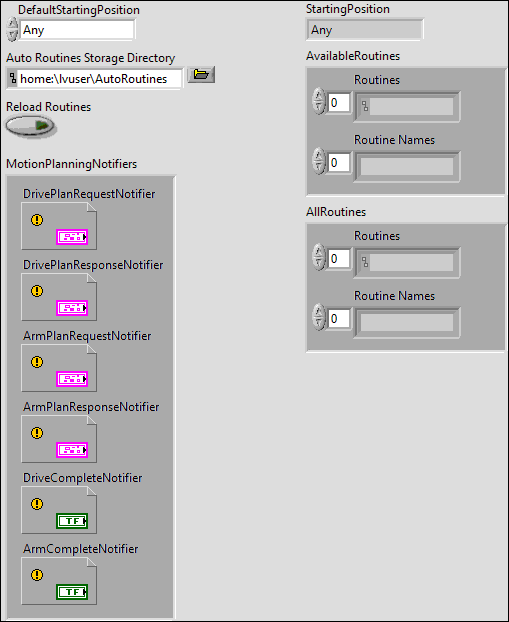 DefaultStartingPosition
Any
Auto Routines Storage Directory
home:\lvuser\AutoRoutines
Reload Routines
MotionPlanningNotifiers
DrivePlanRequestNotifier
DrivePlanResponseNotifier
ArmPlanRequestNotifier
ArmPlanResponseNotifier
DriveCompleteNotifier
TF
ArmCompleteNotifier
TF
StartingPosition
Any
AvailableRoutines
Routines
0
Routine Names
0
AllRoutines
Routines
0
Routine Names
0